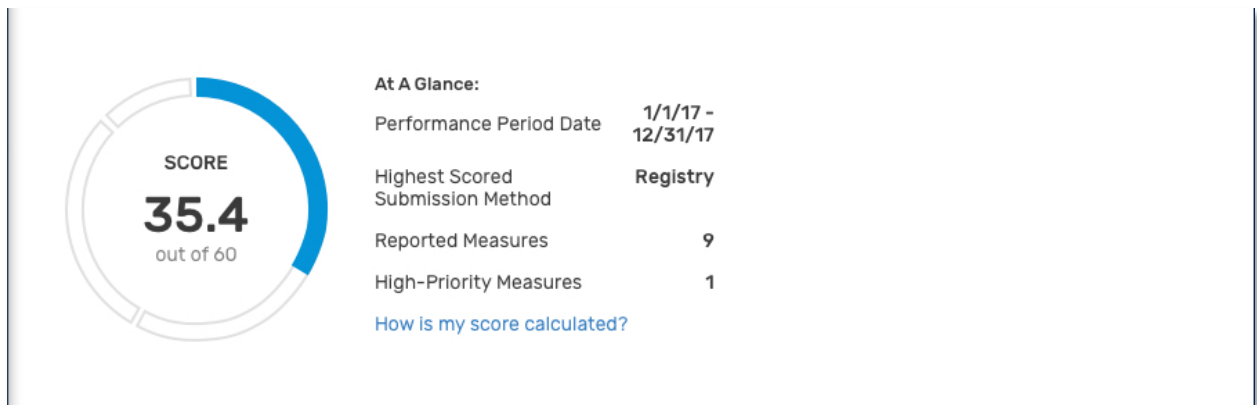 SCORE
35.4
out of 60
At A Glance:
Performance Period Date 1/1/17 -
12/31/17
Highest Scored Registry
Submission Method
Reported Measures 9
High-Priority Measures 1
How is my score calculated?